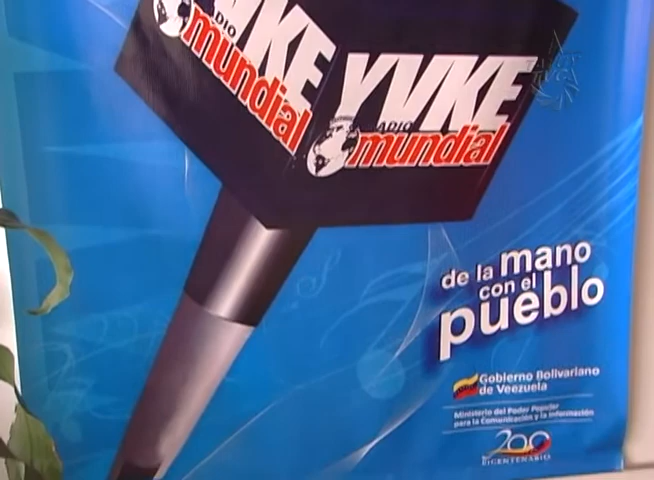 YVKE
RADIO
mundial
YVKE
RADIO
mundial
de la mano
con el
pueblo
Gobierno Bolivariano
de Veezuela
Ministerio del Poder Popular
para la Comunicación y la Información
200
BICENTENARIO